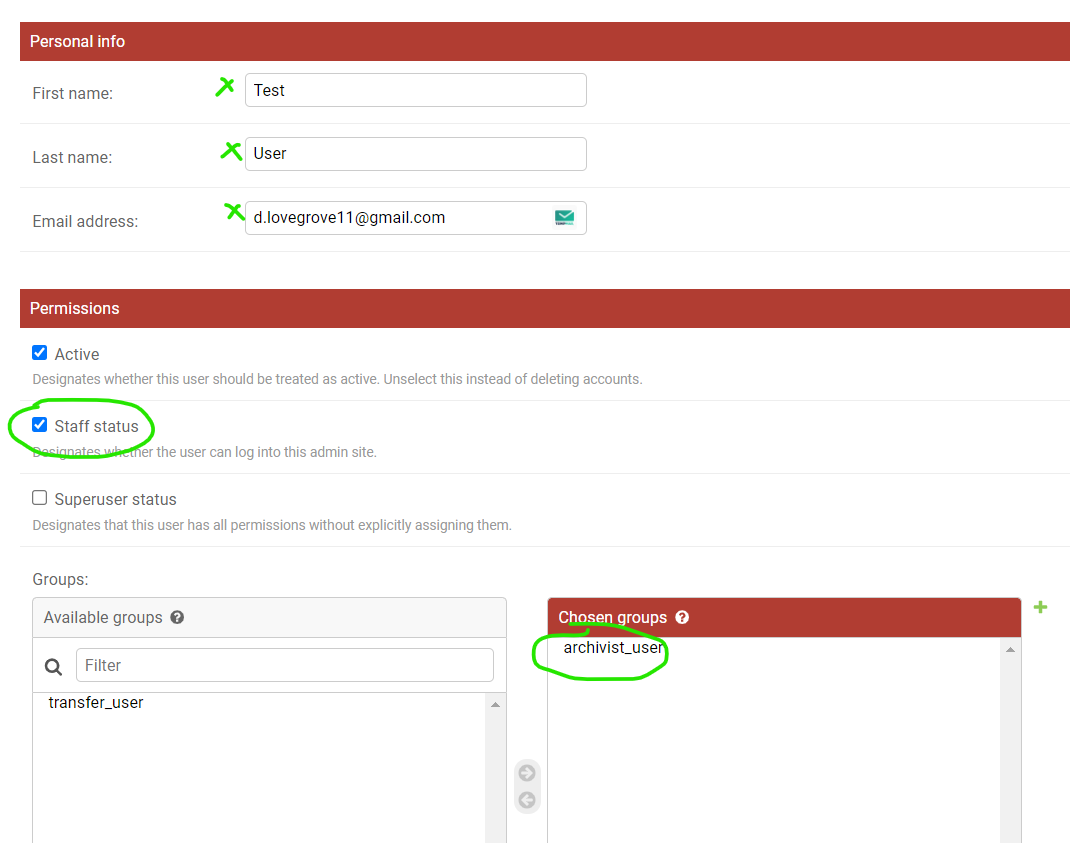 Personal info
First name:
Test
Last name:
User
Email address:
d.lovegrove11@gmail.com
Permissions
Active
Designates whether this user should be treated as active. Unselect this instead of deleting accounts.
Staff status
Designates whether the user can log into this admin site.
Superuser status
Designates that this user has all permissions without explicitly assigning them.
Groups:
Available groups ?
Filter
transfer_user
Chosen groups ?
archivist_user